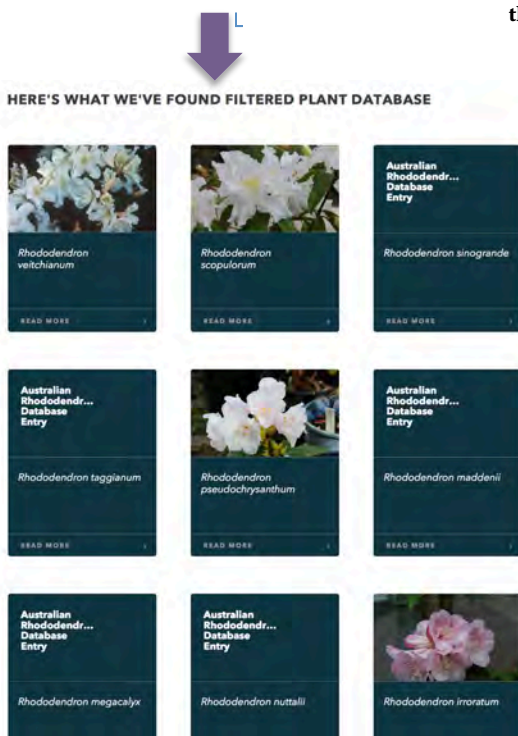 L
HERE'S WHAT WE'VE FOUND FILTERED PLANT DATABASE
Rhododendron
veitchianum
READ MORE
Rhododendron
scopulorum
READ MORE
Australian
Rhododendr...
Database
Entry
Rhododendron sinogrande
READ MORE
Australian
Rhododendr...
Database
Entry
Rhododendron taggianum
READ MORE
Rhododendron
pseudochrysanthum
READ MORE
Australian
Rhododendr...
Database
Entry
Rhododendron maddenii
READ MORE
Australian
Rhododendr...
Database
Entry
Rhododendron megacalyx
Australian
Rhododendr...
Database
Entry
Rhododendron nuttalii
Rhododendron irroratum